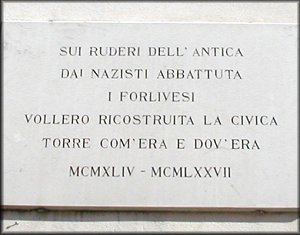 SUI RUDERI DELL'ANTICA
DAI NAZISTI ABBATTUTA
I FORLIVESI
VOLLERO RICOSTRUITA LA CIVICA
TORRE COM'ERA E DOV'ERA
MCMXLIV - MCMLXXVII